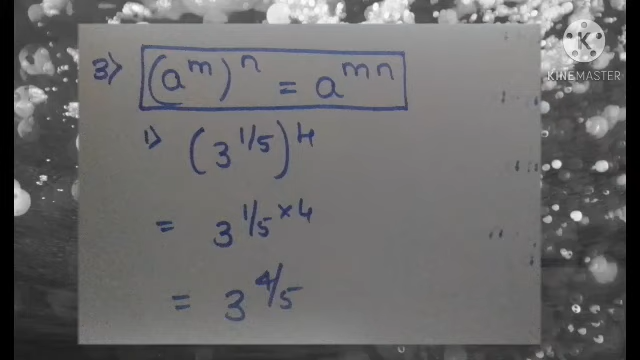 3) (a^m)^n = a^mn
1) (3^1/5)^4
= 3^1/5×4
= 3^4/5
KINEMASTER